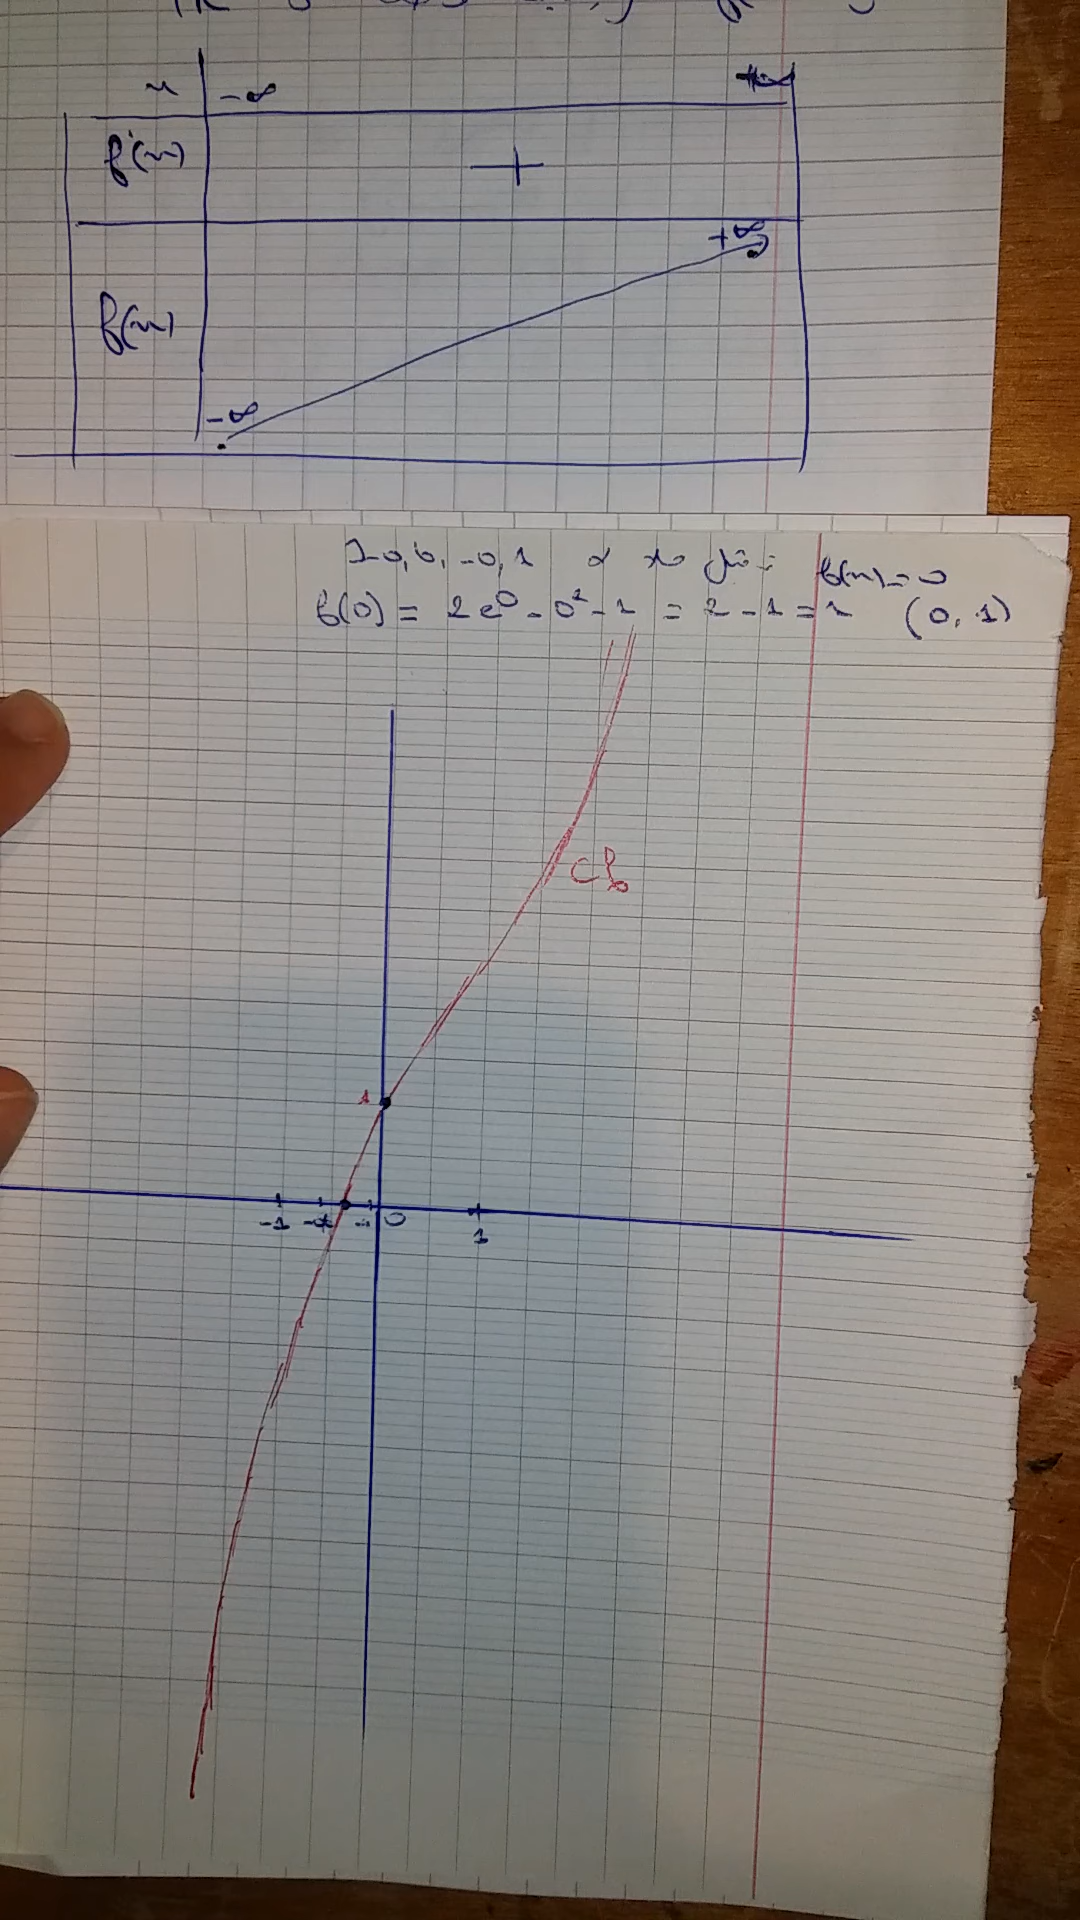 x -∞ +∞
f'(x) +
f(x) -∞ +∞
]-0,6, -0,1 α f(x)=0
f(0) = 2e⁰ - 0² - 1 = 2 - 1 = 1 (0, 1)
Cf
1
-1 0
1